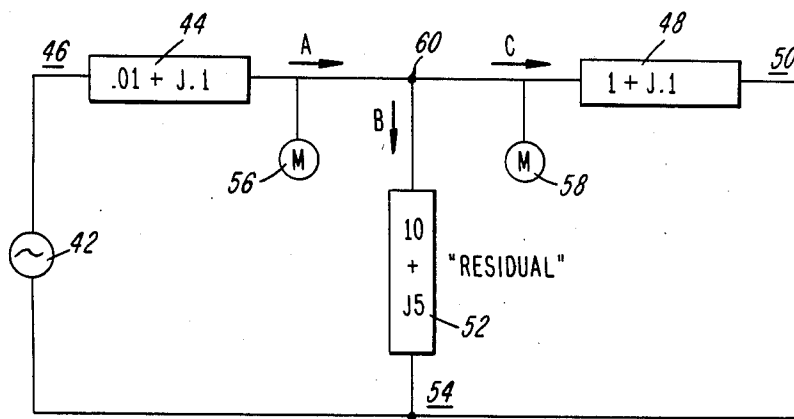 44
48
46
A
60
C
50
.01 + J.1
1 + J.1
B
M
M
56
58
42
10
+
J5
"RESIDUAL"
52
54